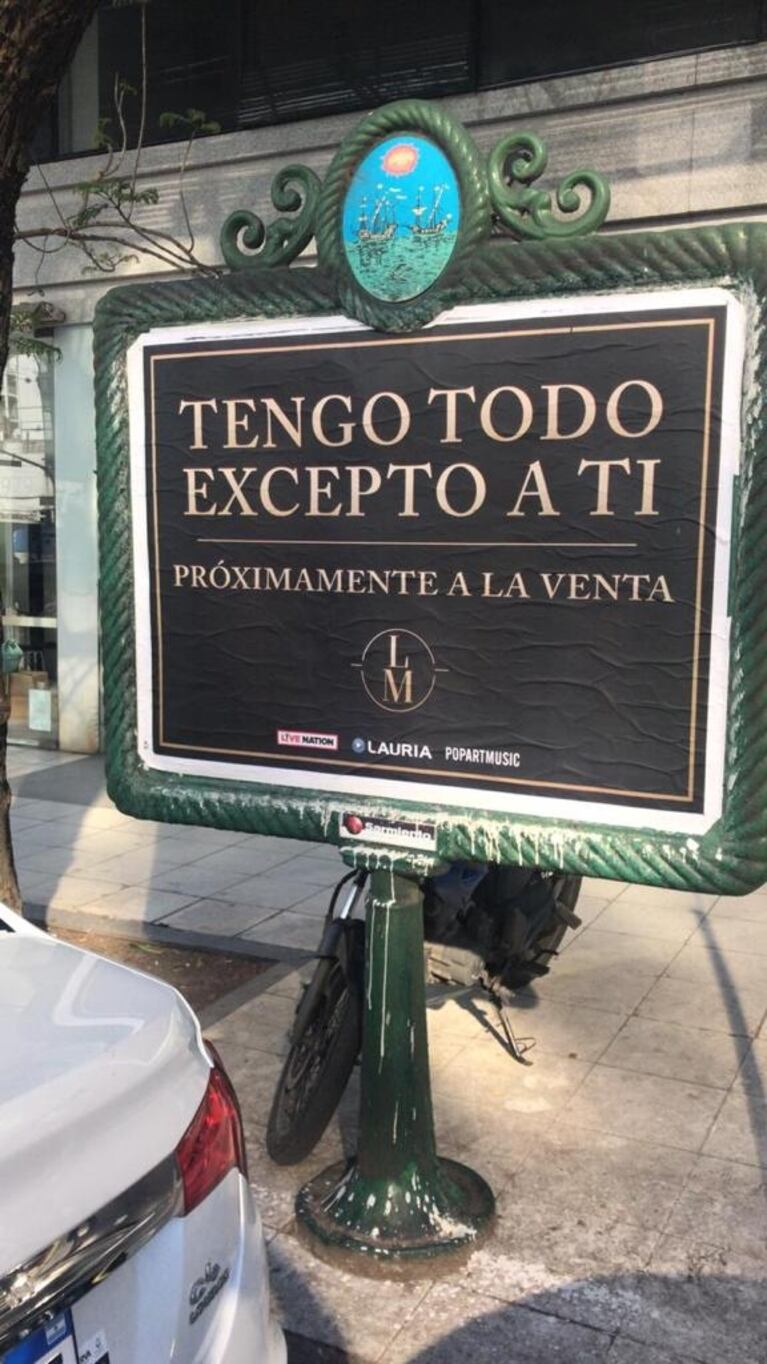 TENGO TODO
EXCEPTO A TI
PRÓXIMAMENTE A LA VENTA
L
M
LIVE NATION
LAURIA
POPARTMUSIC
Sarmiento